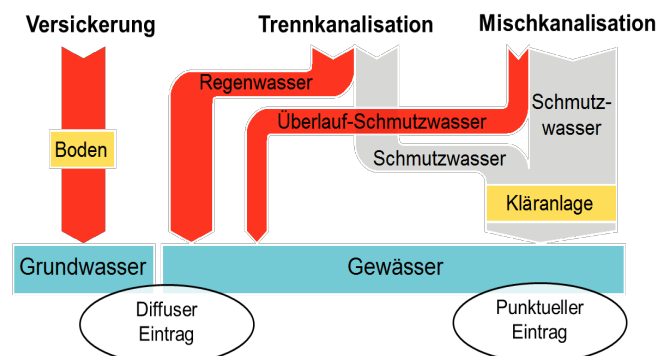 Versickerung
Trennkanalisation
Mischkanalisation
Regenwasser
Schmutz-
wasser
Überlauf-Schmutzwasser
Boden
Schmutzwasser
Kläranlage
Grundwasser
Gewässer
Diffuser
Eintrag
Punktueller
Eintrag